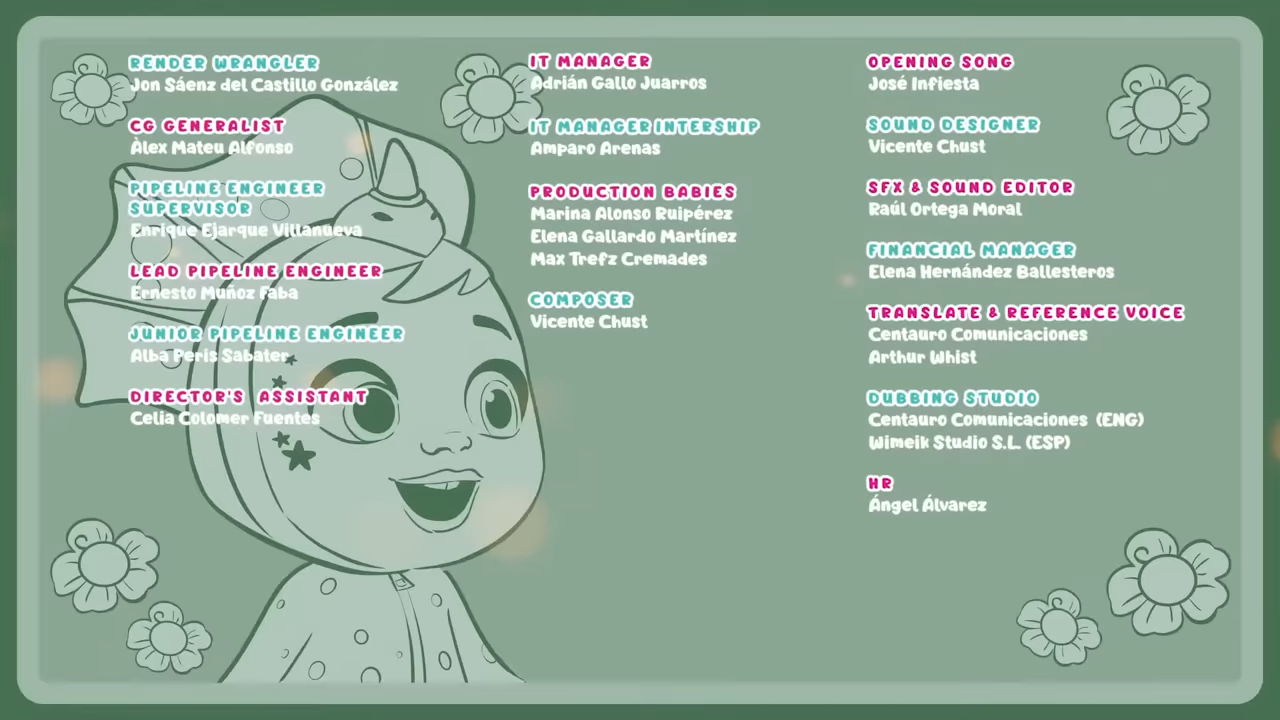 RENDER WRANGLER
Jon Sáenz del Castillo González
CG GENERALIST
Àlex Mateu Alfonso
PIPELINE ENGINEER
SUPERVISOR
Enrique Ejarque Villanueva
LEAD PIPELINE ENGINEER
Ernesto Muñoz Faba
JUNIOR PIPELINE ENGINEER
Alba Peris Sabater
DIRECTOR'S ASSISTANT
Celia Colomer Fuentes
IT MANAGER
Adrián Gallo Juarros
IT MANAGER INTERSHIP
Amparo Arenas
PRODUCTION BABIES
Marina Alonso Ruipérez
Elena Gallardo Martínez
Max Trefz Cremades
COMPOSER
Vicente Chust
OPENING SONG
José Infiesta
SOUND DESIGNER
Vicente Chust
SFX & SOUND EDITOR
Raúl Ortega Moral
FINANCIAL MANAGER
Elena Hernández Ballesteros
TRANSLATE & REFERENCE VOICE
Centauro Comunicaciones
Arthur Whist
DUBBING STUDIO
Centauro Comunicaciones (ENG)
Wimeik Studio S.L. (ESP)
HR
Ángel Álvarez